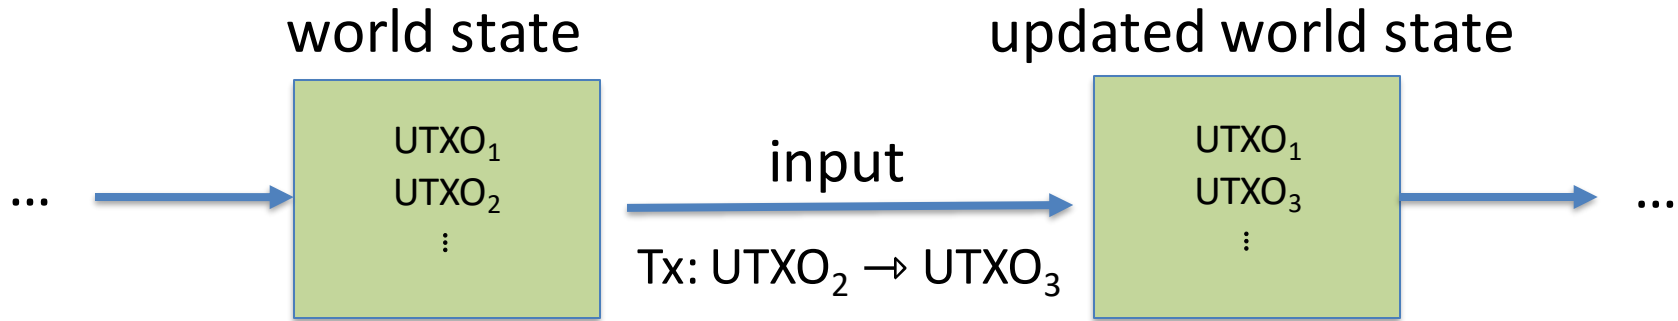 world state
updated world state
UTXO₁
UTXO₂
⋮
input
Tx: UTXO₂ ⇾ UTXO₃
UTXO₁
UTXO₃
⋮
...
...